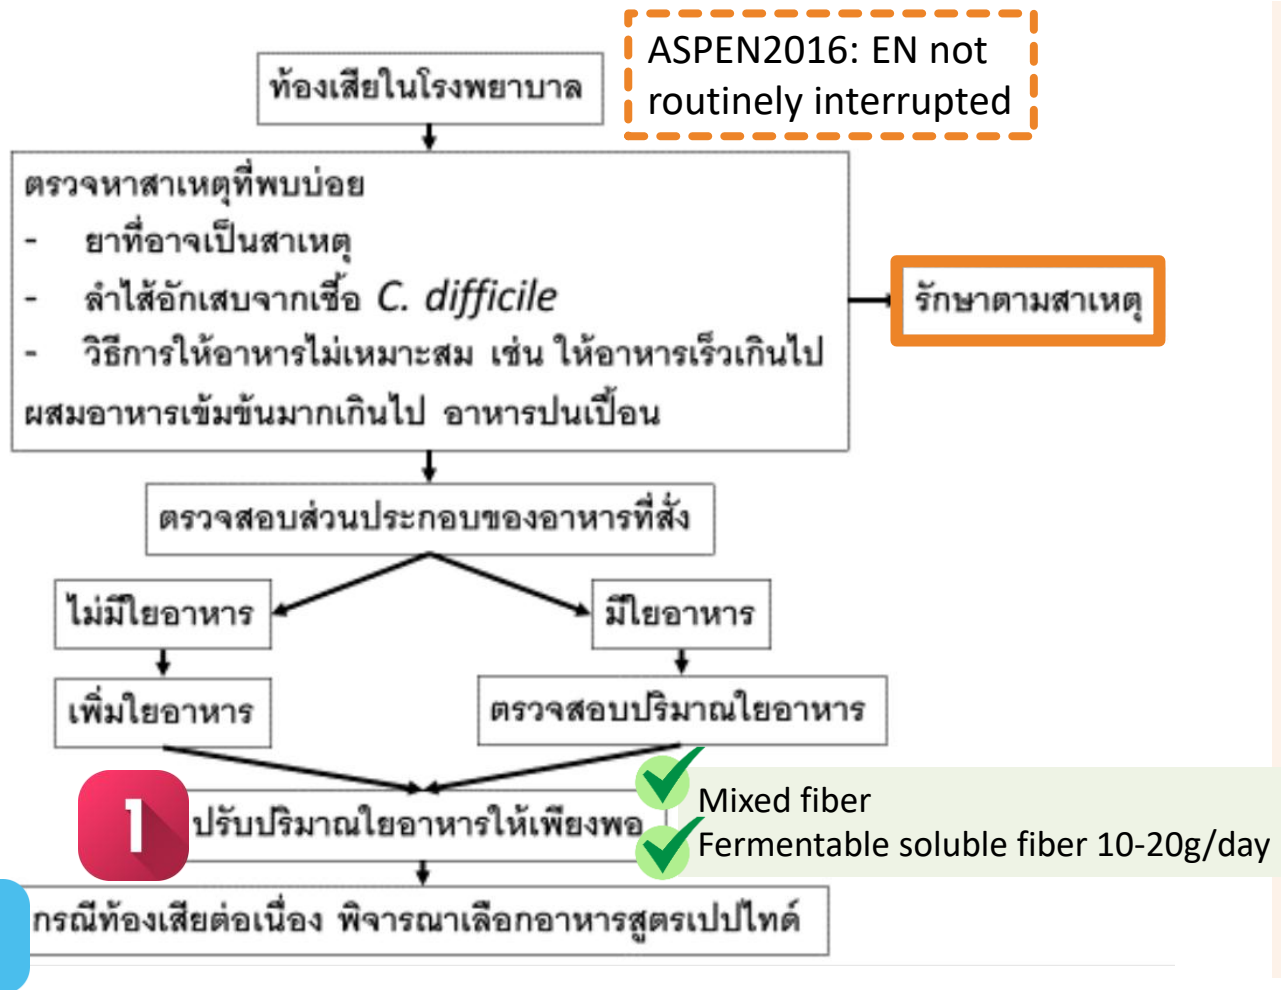 ASPEN2016: EN not
routinely interrupted
ท้องเสียในโรงพยาบาล
ตรวจหาสาเหตุที่พบบ่อย
- ยาที่อาจเป็นสาเหตุ
- ลำไส้อักเสบจากเชื้อ C. difficile
- วิธีการให้อาหารไม่เหมาะสม เช่น ให้อาหารเร็วเกินไป
ผสมอาหารเข้มข้นมากเกินไป อาหารปนเปื้อน
รักษาตามสาเหตุ
ตรวจสอบส่วนประกอบของอาหารที่สั่ง
ไม่มีใยอาหาร
มีใยอาหาร
เพิ่มใยอาหาร
ตรวจสอบปริมาณใยอาหาร
1
ปรับปริมาณใยอาหารให้เพียงพอ
Mixed fiber
Fermentable soluble fiber 10-20g/day
กรณีท้องเสียต่อเนื่อง พิจารณาเลือกอาหารสูตรเปปไทด์